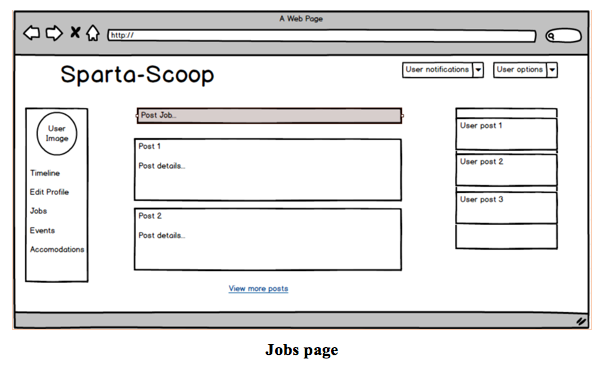 A Web Page
http://
Sparta-Scoop
User notifications
User options
User
Image
Timeline
Edit Profile
Jobs
Events
Accomodations
Post Job..
Post 1
Post details..
Post 2
Post details..
View more posts
User post 1
User post 2
User post 3
Jobs page